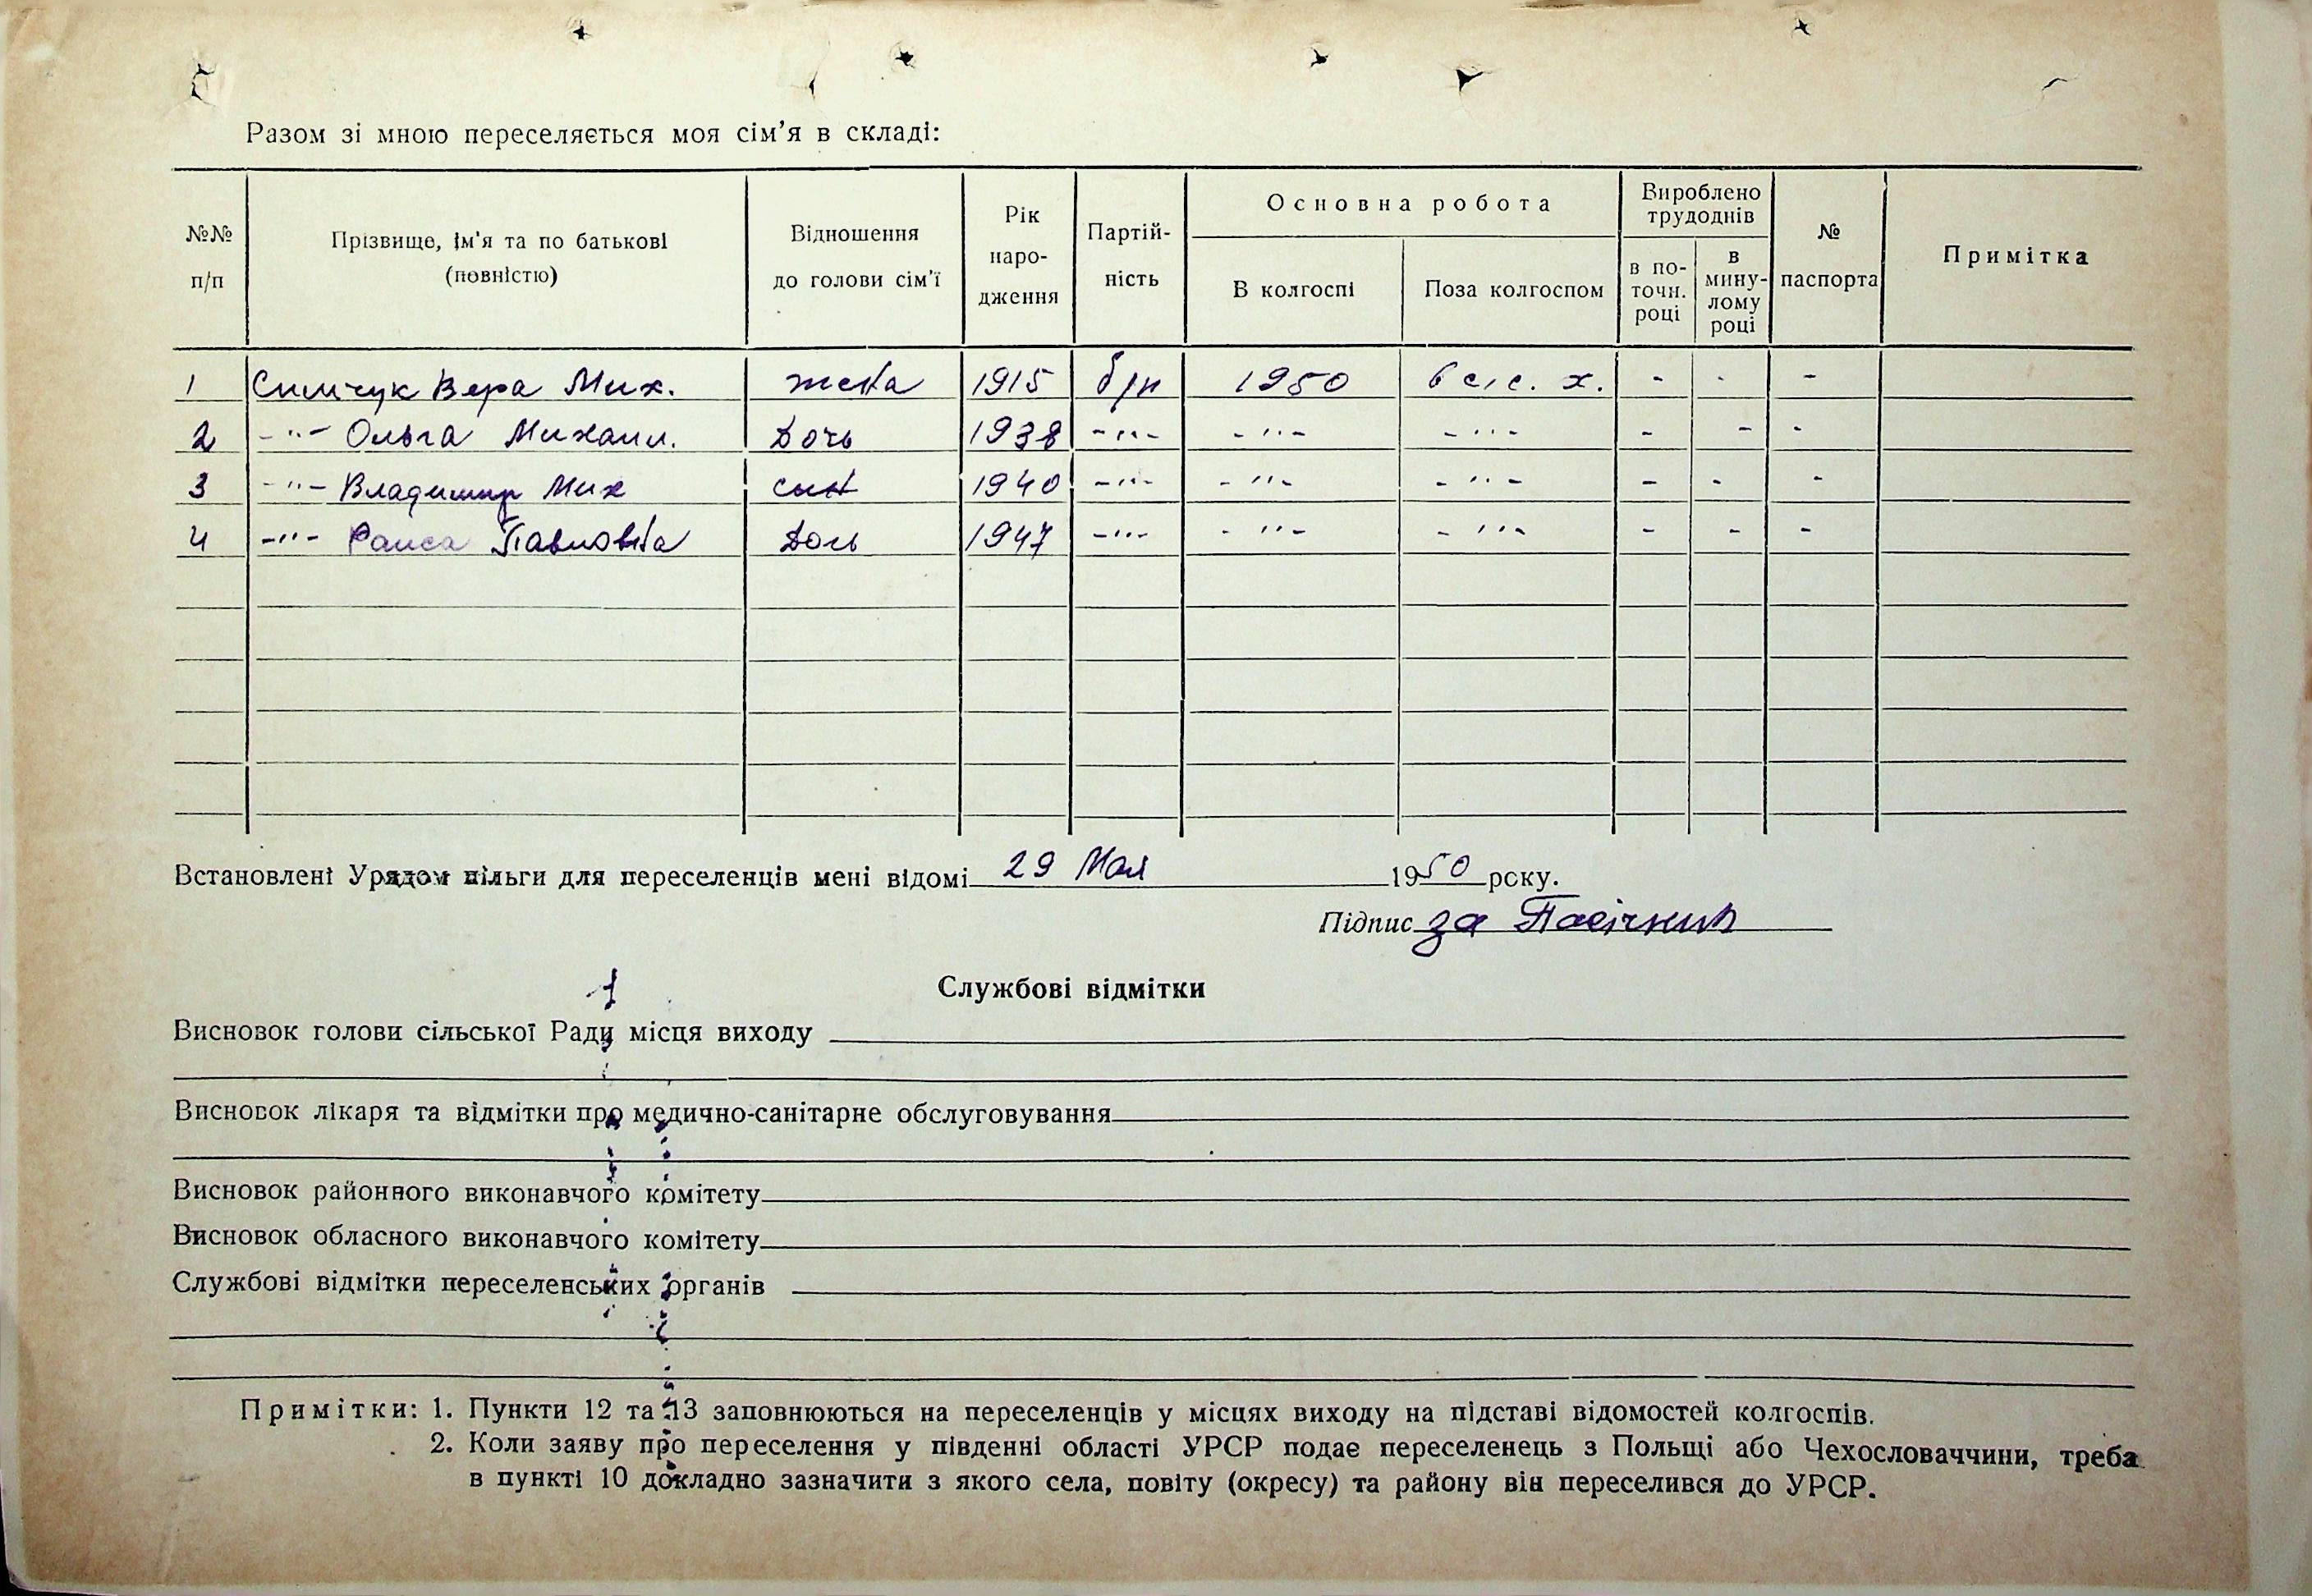 Разом зі мною переселяється моя сім'я в складі:
№№ п/п | Прізвище, ім'я та по батькові (повністю) | Відношення до голови сім'ї | Рік народження | Партійність | Основна робота | Вироблено трудоднів | № паспорта | Примітка
В колгоспі | Поза колгоспом | в поточн. році | в минулому році
1 Симчук Вера Мих. жена 1915 б/п 1950 в с/с. х. - - -
2 -"- Ольга Михаил. дочь 1938 -"- -"- -"- - - -
3 -"- Владимир Мих сын 1940 -"- -"- -"- - - -
4 -"- Раиса Павловна дочь 1947 -"- -"- -"- - - -
Встановлені Урядом пільги для переселенців мені відомі 29 Мая 1950 року.
Підпис за
Службові відмітки
Висновок голови сільської Ради місця виходу
Висновок лікаря та відмітки про медично-санітарне обслуговування
Висновок районного виконавчого комітету
Висновок обласного виконавчого комітету
Службові відмітки переселенських органів
Примітки: 1. Пункти 12 та 13 заповнюються на переселенців у місцях виходу на підставі відомостей колгоспів.
2. Коли заяву про переселення у південні області УРСР подає переселенець з Польщі або Чехословаччини, треба
в пункті 10 докладно зазначити з якого села, повіту (окресу) та району він переселився до УРСР.